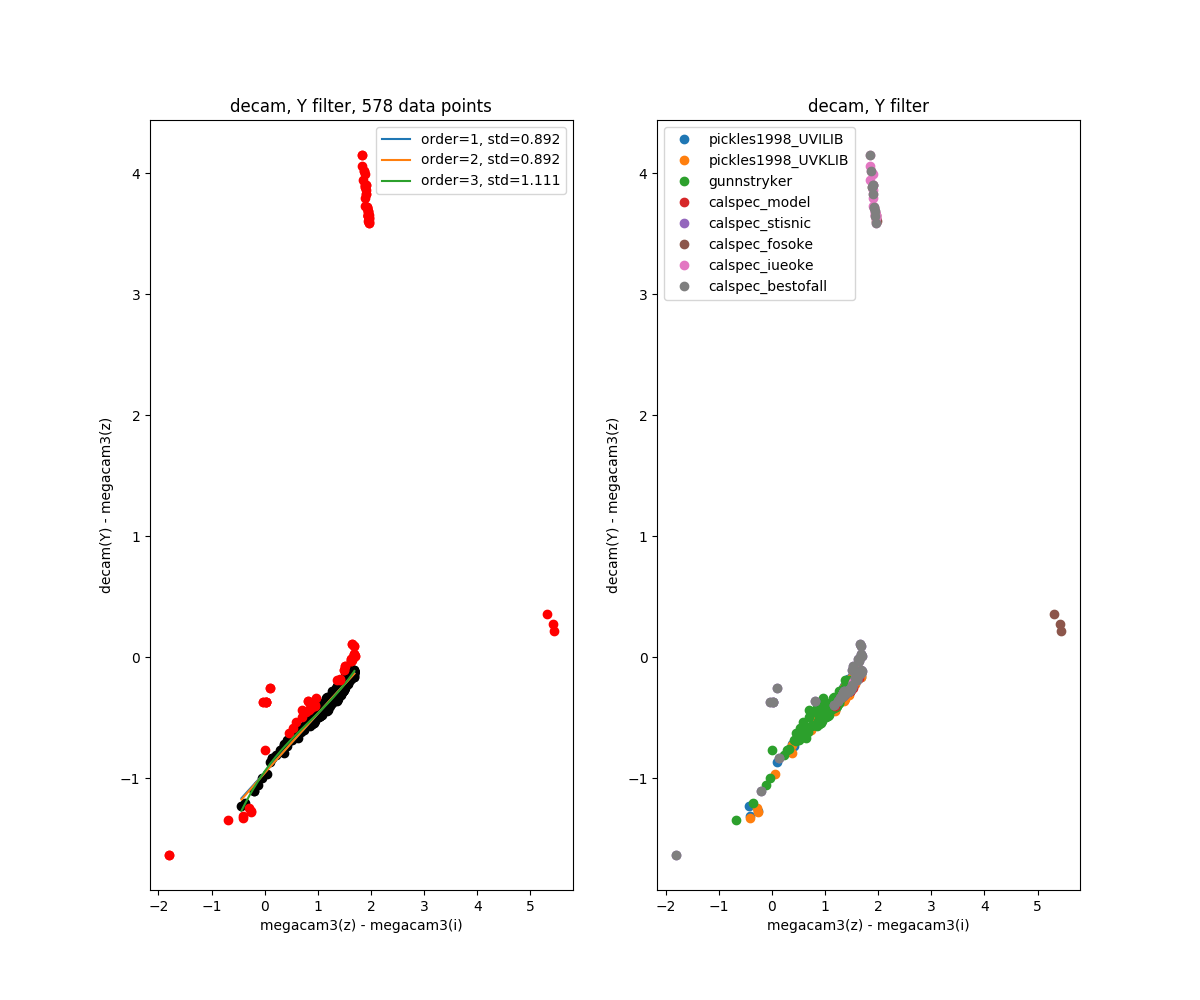 decam, Y filter, 578 data points
order=1, std=0.892
order=2, std=0.892
order=3, std=1.111
4
3
2
1
0
−1
decam(Y) - megacam3(z)
−2 −1 0 1 2 3 4 5
megacam3(z) - megacam3(i)
decam, Y filter
pickles1998_UVILIB
pickles1998_UVKLIB
gunnstryker
calspec_model
calspec_stisnic
calspec_fosoke
calspec_iueoke
calspec_bestofall
4
3
2
1
0
−1
decam(Y) - megacam3(z)
−2 −1 0 1 2 3 4 5
megacam3(z) - megacam3(i)